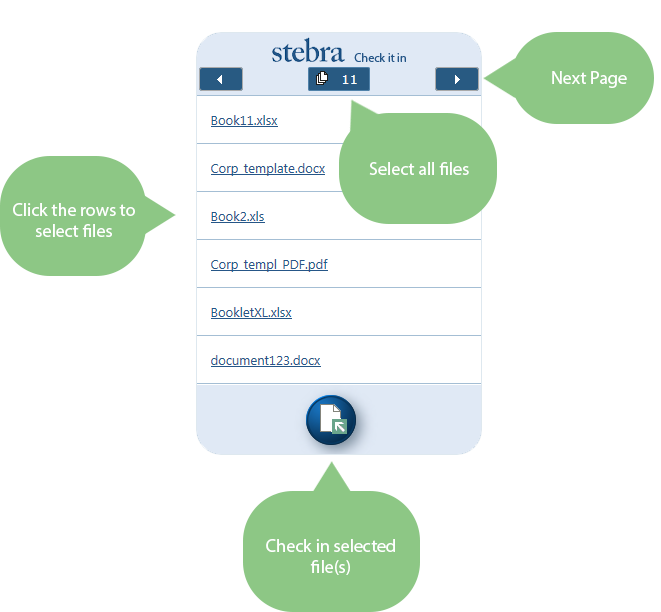 stebra Check it in
11
Next Page
Book11.xlsx
Corp_template.docx
Select all files
Click the rows to
select files
Book2.xls
Corp_templ_PDF.pdf
BookletXL.xlsx
document123.docx
Check in selected
file(s)